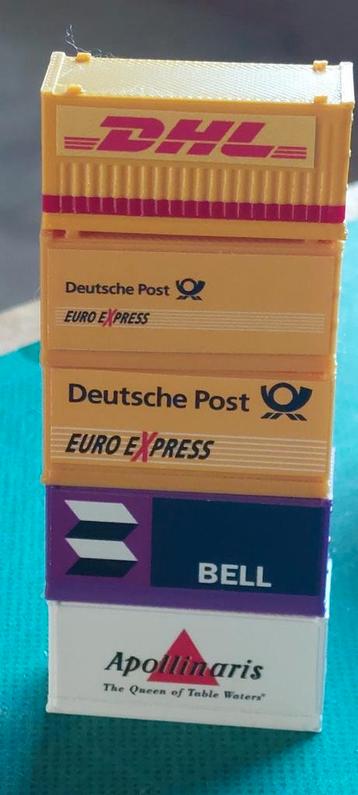 DHL
Deutsche Post
EURO EXPRESS
Deutsche Post
EURO EXPRESS
BELL
Apollinaris
The Queen of Table Waters®